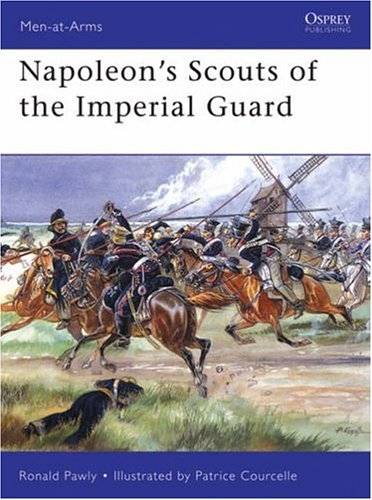 Men-at-Arms
OSPREY
PUBLISHING
Napoleon's Scouts of
the Imperial Guard
Ronald Pawly • Illustrated by Patrice Courcelle